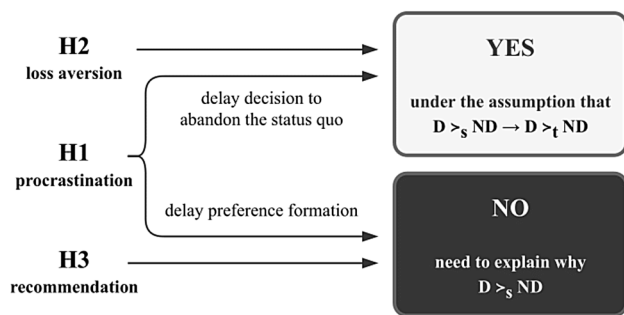 H2
loss aversion
YES
under the assumption that
D ≻s ND → D ≻t ND
delay decision to
abandon the status quo
H1
procrastination
delay preference formation
H3
recommendation
NO
need to explain why
D ≻s ND